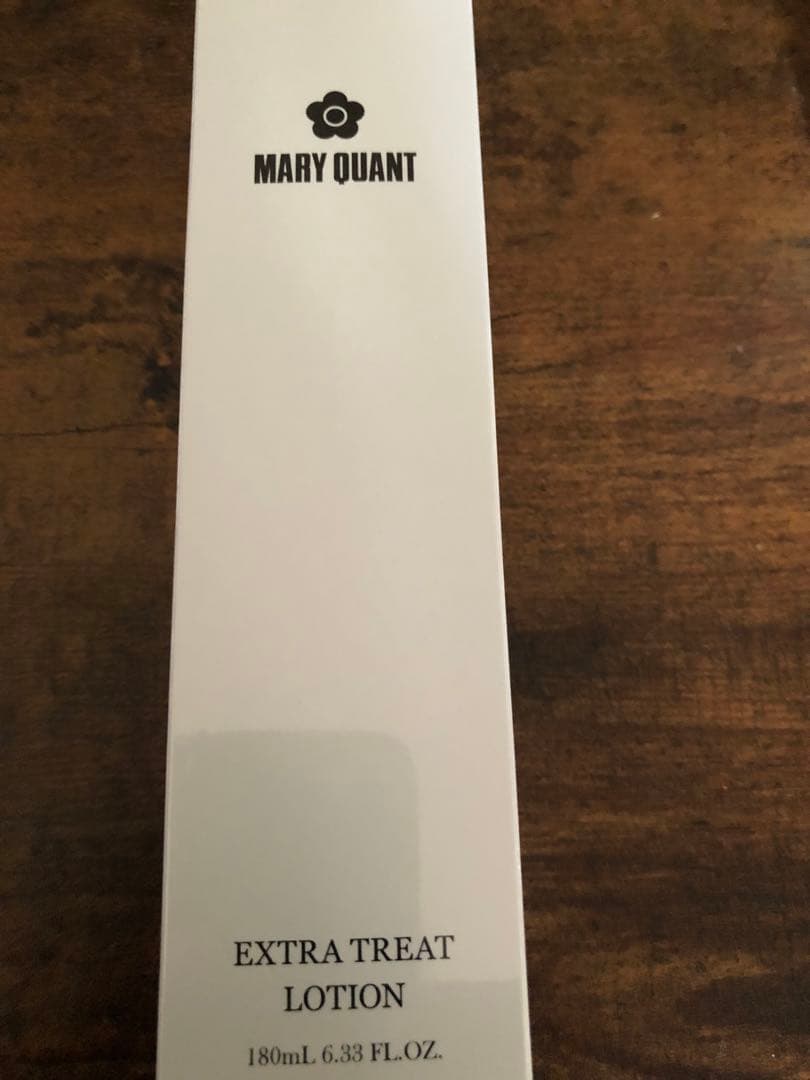 MARY QUANT
EXTRA TREAT
LOTION
180mL 6.33 FL.OZ.